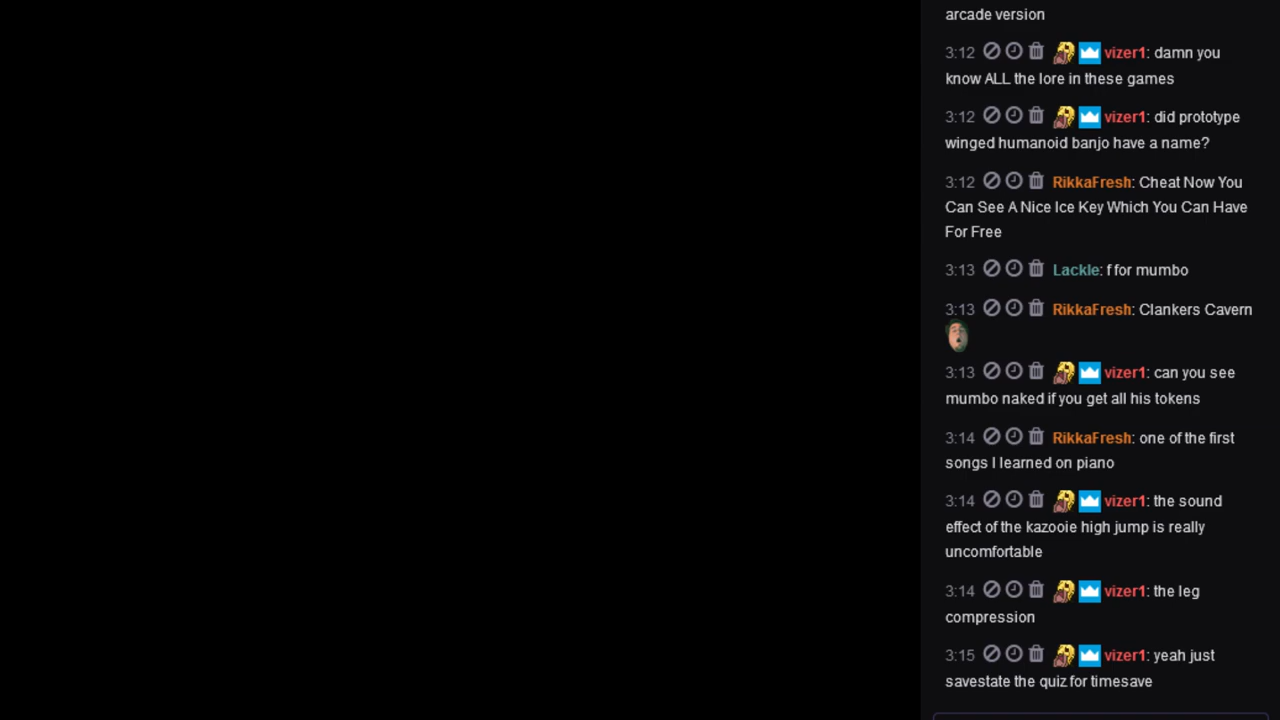 arcade version
3:12 vizer1: damn you
know ALL the lore in these games
3:12 vizer1: did prototype
winged humanoid banjo have a name?
3:12 RikkaFresh: Cheat Now You
Can See A Nice Ice Key Which You Can Have
For Free
3:13 Lackle: f for mumbo
3:13 RikkaFresh: Clankers Cavern
3:13 vizer1: can you see
mumbo naked if you get all his tokens
3:14 RikkaFresh: one of the first
songs I learned on piano
3:14 vizer1: the sound
effect of the kazooie high jump is really
uncomfortable
3:14 vizer1: the leg
compression
3:15 vizer1: yeah just
savestate the quiz for timesave